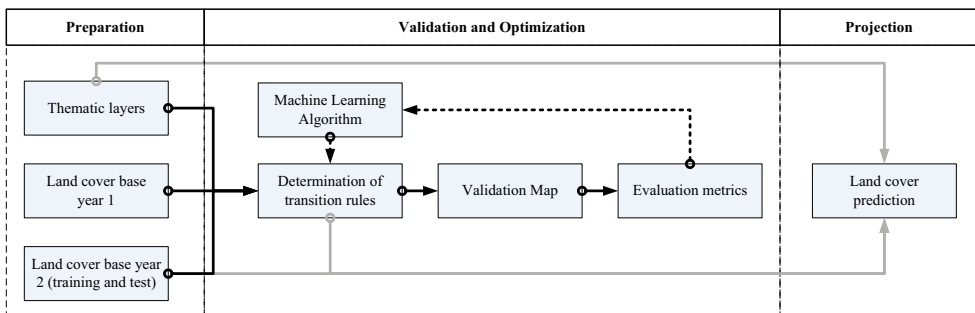 Preparation
Validation and Optimization
Projection
Thematic layers
Machine Learning
Algorithm
Land cover base
year 1
Determination of
transition rules
Validation Map
Evaluation metrics
Land cover
prediction
Land cover base year
2 (training and test)